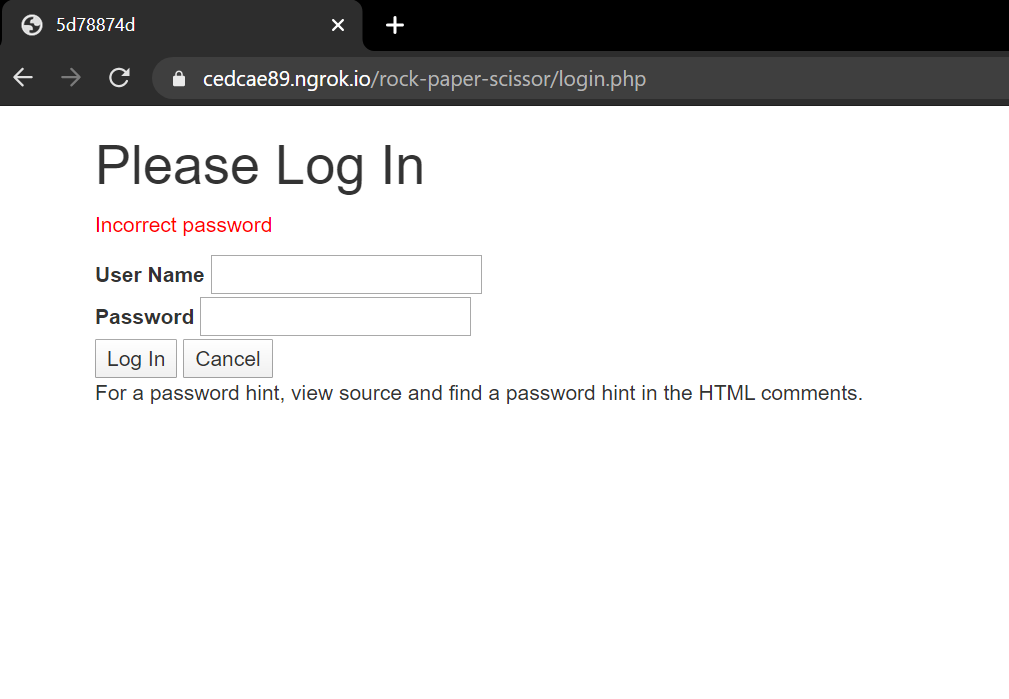 5d78874d
cedcae89.ngrok.io/rock-paper-scissor/login.php
Please Log In
Incorrect password
User Name
Password
Log In Cancel
For a password hint, view source and find a password hint in the HTML comments.